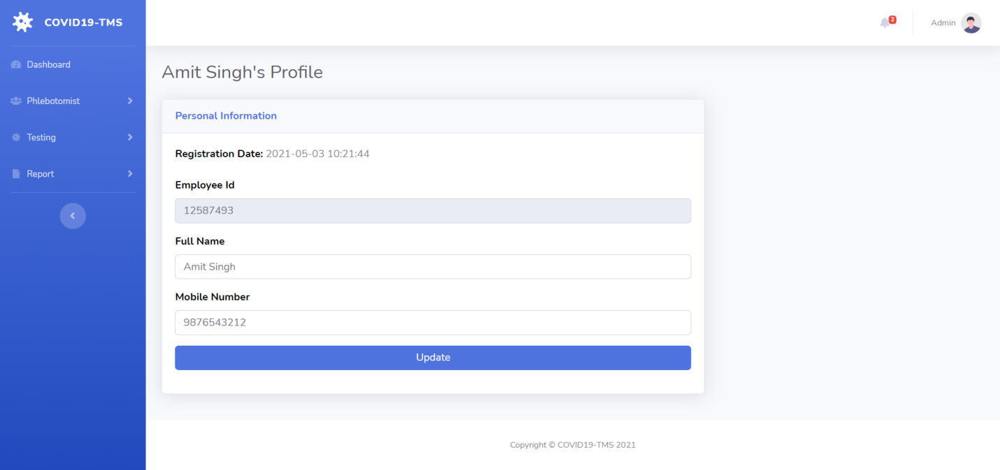 COVID19-TMS
2
Admin
Dashboard
Phlebotomist
Testing
Report
Amit Singh's Profile
Personal Information
Registration Date: 2021-05-03 10:21:44
Employee Id
12587493
Full Name
Amit Singh
Mobile Number
9876543212
Update
Copyright © COVID19-TMS 2021